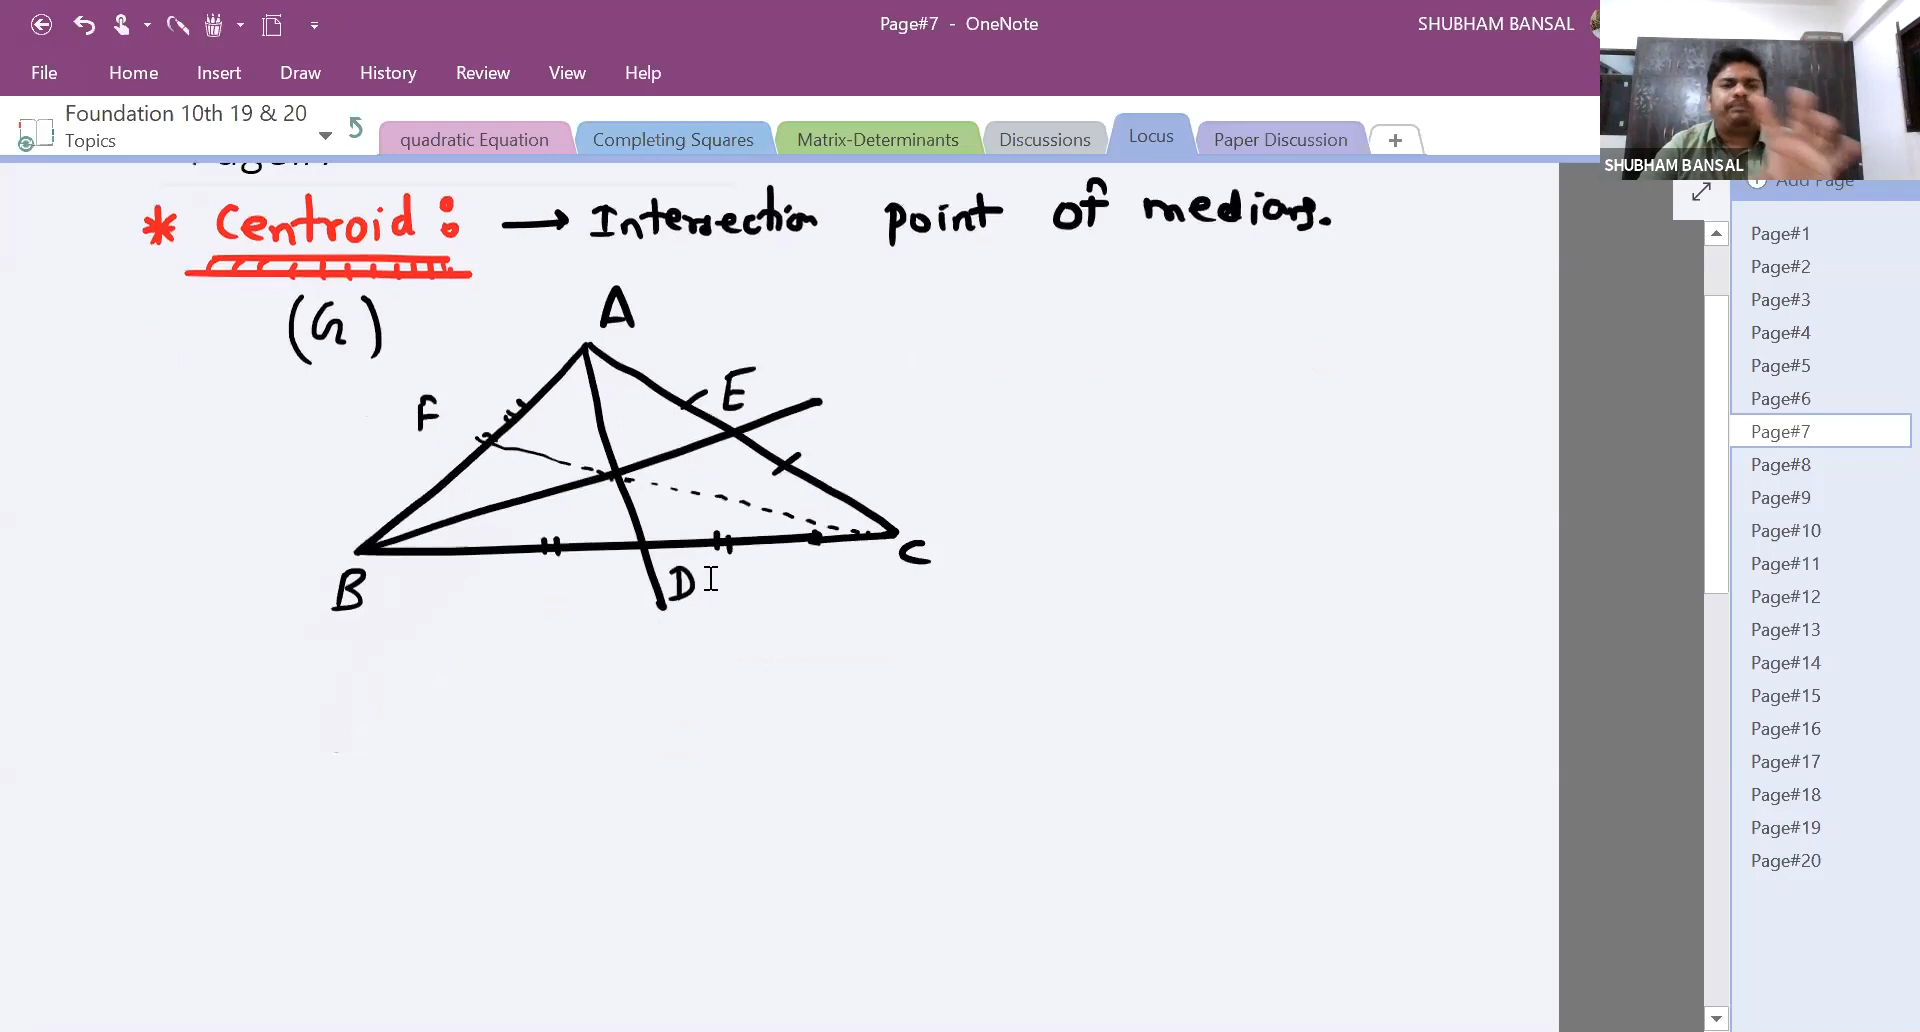 Page#7 - OneNote
SHUBHAM BANSAL
File Home Insert Draw History Review View Help
Foundation 10th 19 & 20
Topics
quadratic Equation Completing Squares Matrix-Determinants Discussions Locus Paper Discussion +
SHUBHAM BANSAL
Add Page
* Centroid : → Intersection point of medians.
(G)
A
F
E
B
D
C
Page#1
Page#2
Page#3
Page#4
Page#5
Page#6
Page#7
Page#8
Page#9
Page#10
Page#11
Page#12
Page#13
Page#14
Page#15
Page#16
Page#17
Page#18
Page#19
Page#20